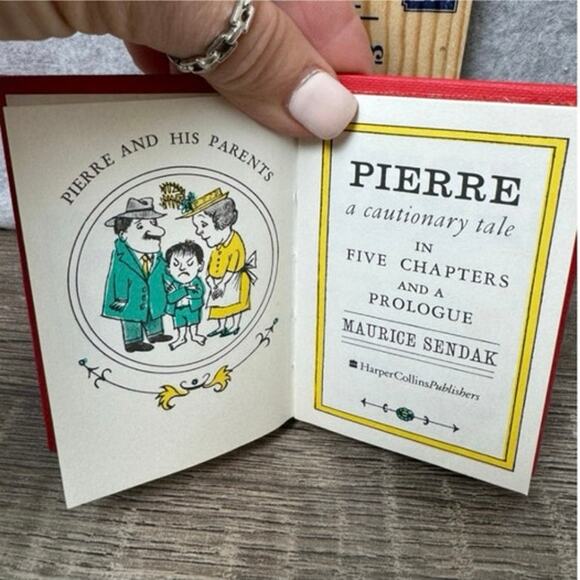 PIERRE AND HIS PARENTS
PIERRE
a cautionary tale
IN
FIVE CHAPTERS
AND A
PROLOGUE
MAURICE SENDAK
HarperCollinsPublishers